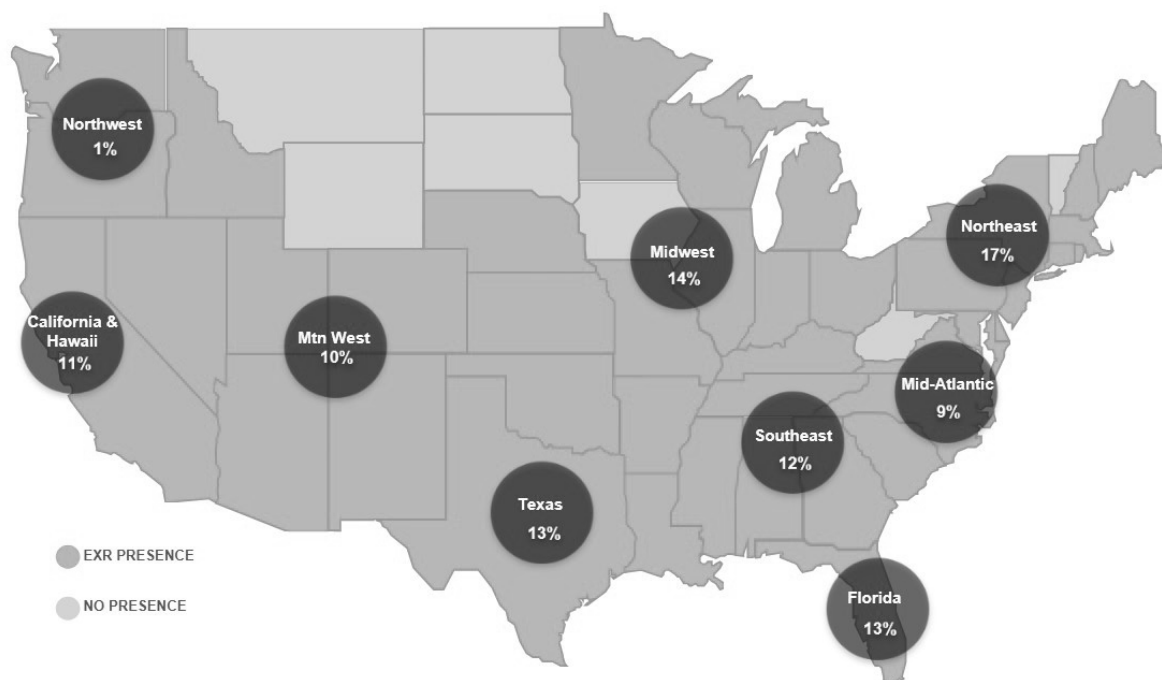 Northwest
1%
Northeast
17%
Midwest
14%
California &
Hawaii
11%
Mtn West
10%
Mid-Atlantic
9%
Southeast
12%
Texas
13%
EXR PRESENCE
NO PRESENCE
Florida
13%